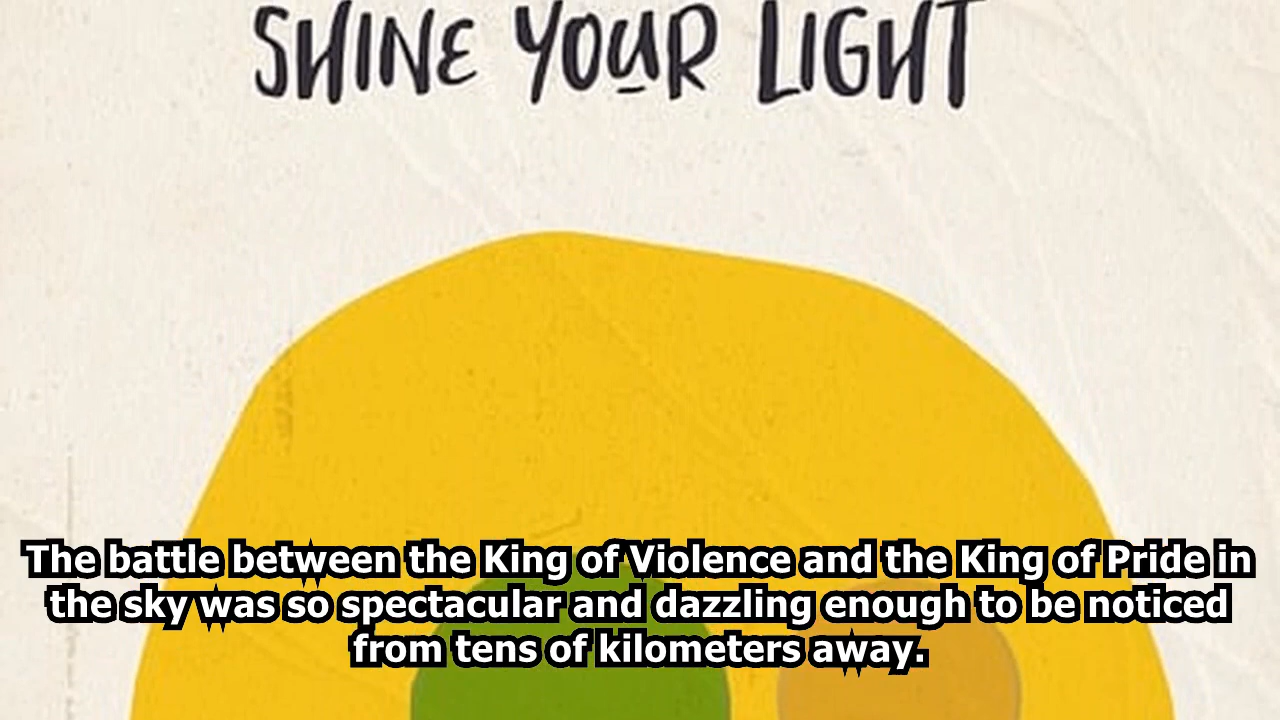 SHINE YOUR LIGHT
The battle between the King of Violence and the King of Pride in
the sky was so spectacular and dazzling enough to be noticed
from tens of kilometers away.